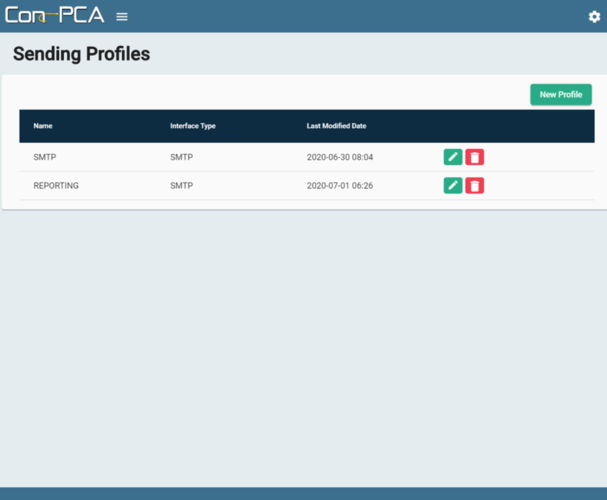 Con-PCA
Sending Profiles
New Profile
Name Interface Type Last Modified Date
SMTP SMTP 2020-06-30 08:04
REPORTING SMTP 2020-07-01 06:26